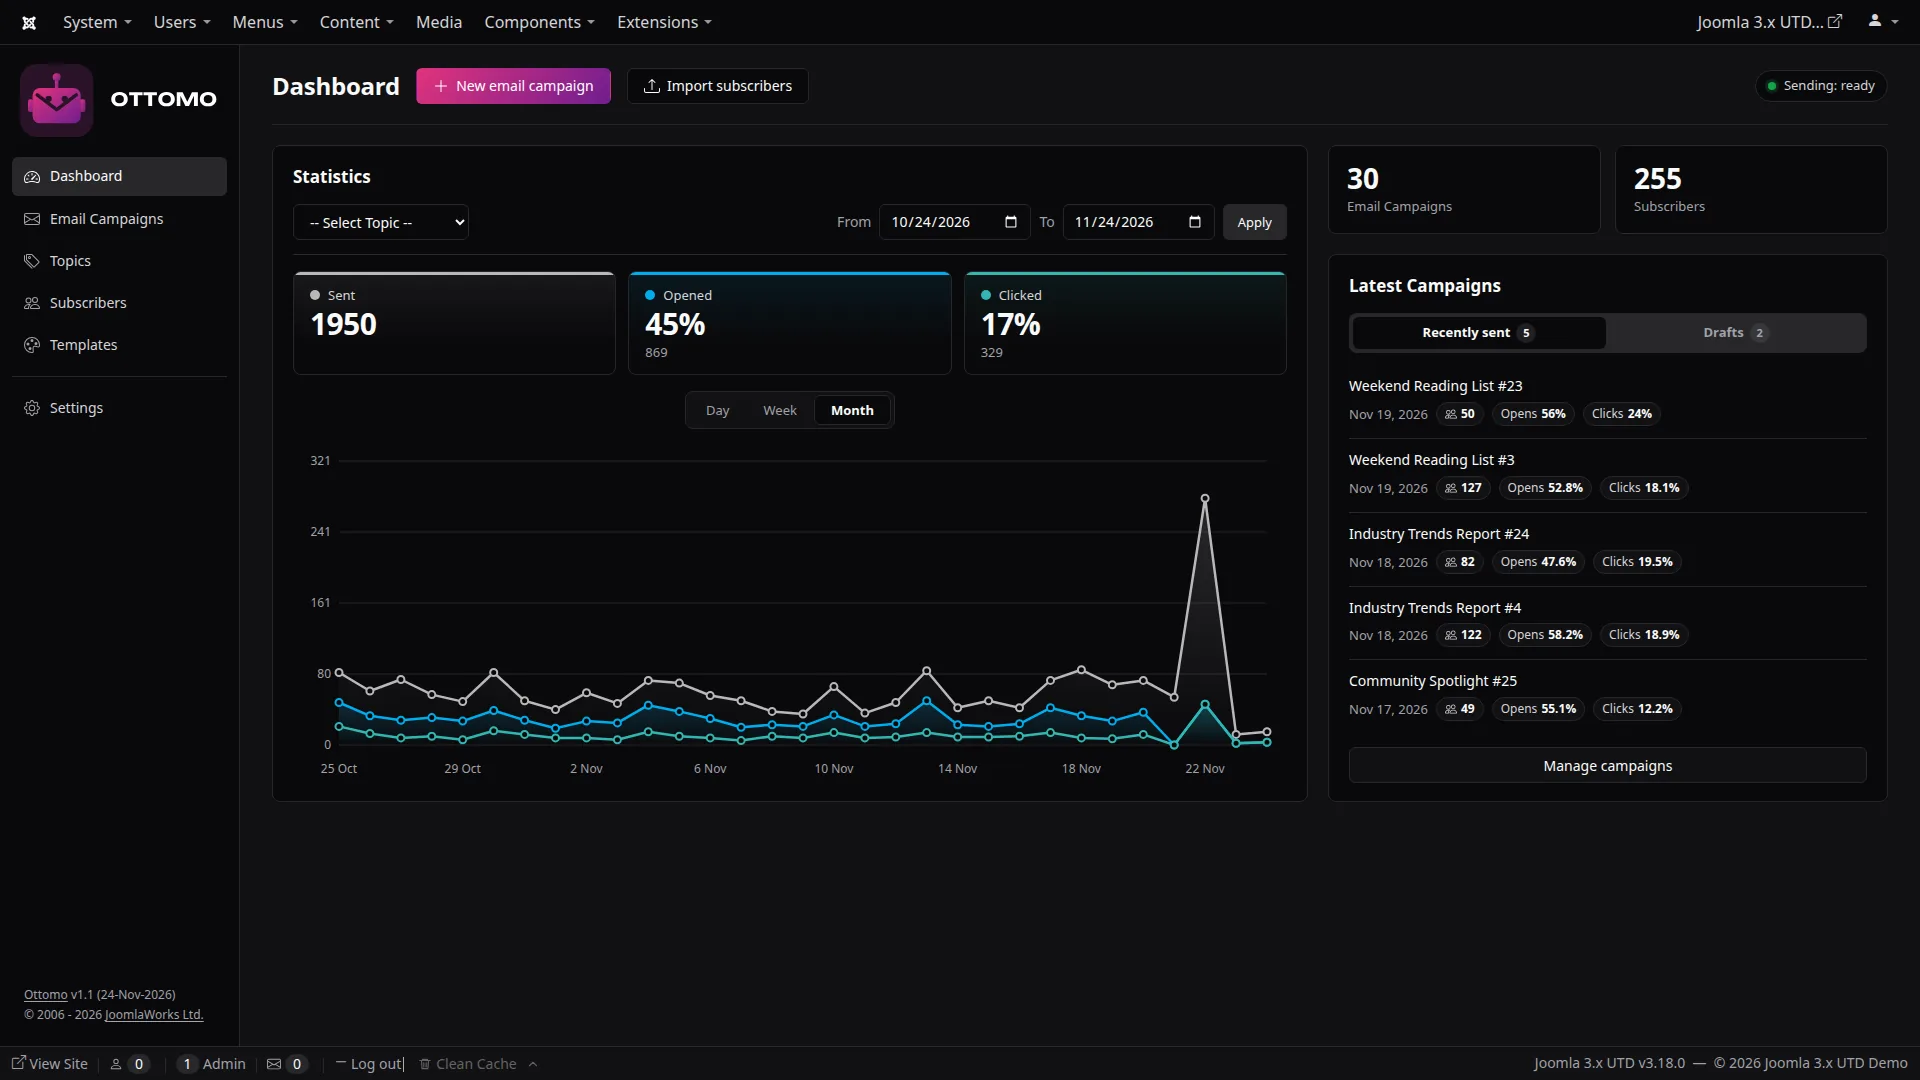 System Users Menus Content Media Components Extensions Joomla 3.x UTD...
OTTOMO
Dashboard
Email Campaigns
Topics
Subscribers
Templates
Settings
Dashboard New email campaign Import subscribers Sending: ready
Statistics
-- Select Topic -- From 10/24/2026 To 11/24/2026 Apply
Sent
1950
Opened
45%
869
Clicked
17%
329
Day Week Month
321
241
161
80
0
25 Oct 29 Oct 2 Nov 6 Nov 10 Nov 14 Nov 18 Nov 22 Nov
30
Email Campaigns
255
Subscribers
Latest Campaigns
Recently sent 5 Drafts 2
Weekend Reading List #23
Nov 19, 2026 50 Opens 56% Clicks 24%
Weekend Reading List #3
Nov 19, 2026 127 Opens 52.8% Clicks 18.1%
Industry Trends Report #24
Nov 18, 2026 82 Opens 47.6% Clicks 19.5%
Industry Trends Report #4
Nov 18, 2026 122 Opens 58.2% Clicks 18.9%
Community Spotlight #25
Nov 17, 2026 49 Opens 55.1% Clicks 12.2%
Manage campaigns
Ottomo v1.1 (24-Nov-2026)
© 2006 - 2026 JoomlaWorks Ltd.
View Site 0 1 Admin 0 Log out Clean Cache Joomla 3.x UTD v3.18.0 — © 2026 Joomla 3.x UTD Demo